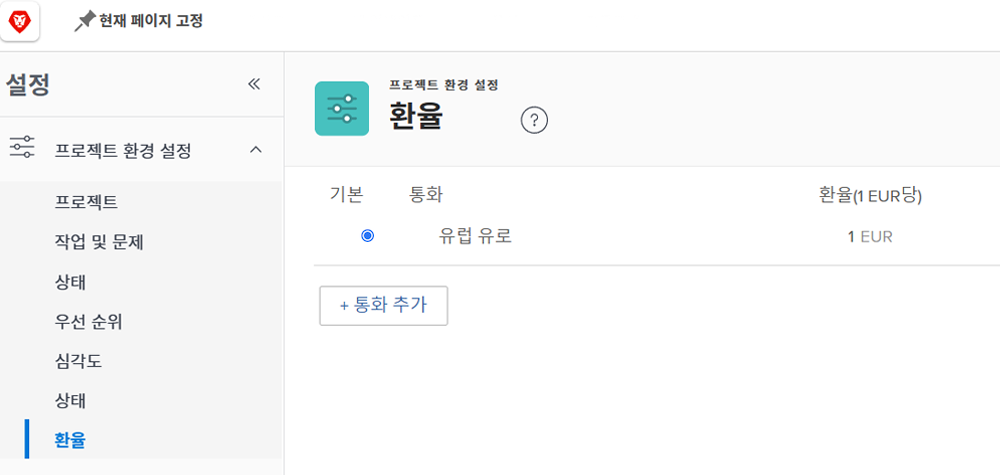 현재 페이지 고정
설정
프로젝트 환경 설정
프로젝트
작업 및 문제
상태
우선 순위
심각도
상태
환율
프로젝트 환경 설정
환율
?
기본 통화 환율(1 EUR당)
유럽 유로 1 EUR
+ 통화 추가